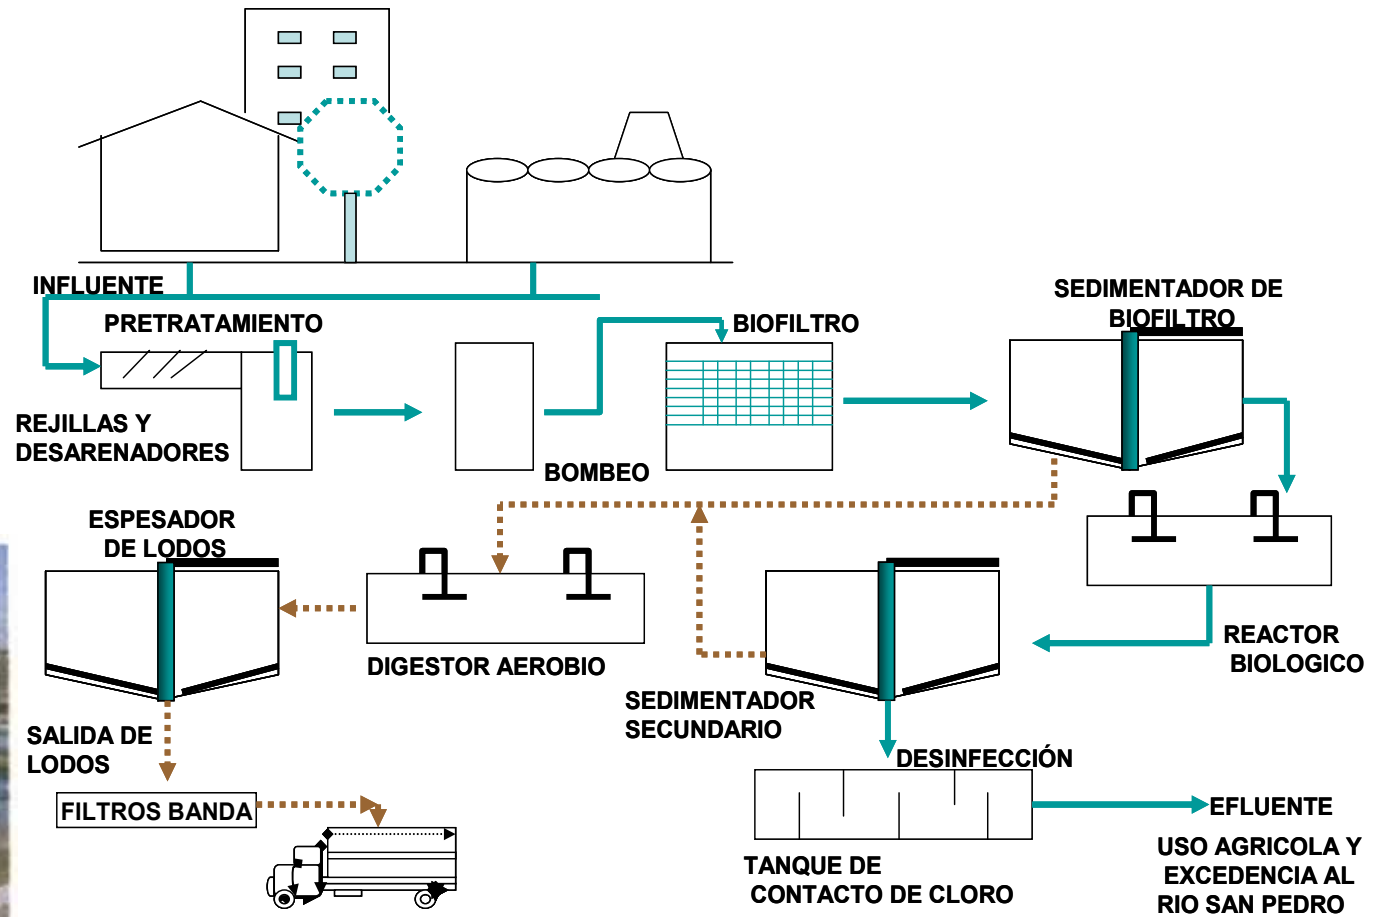 INFLUENTE
PRETRATAMIENTO
REJILLAS Y
DESARENADORES
BOMBEO
BIOFILTRO
SEDIMENTADOR DE
BIOFILTRO
REACTOR
BIOLOGICO
ESPESADOR
DE LODOS
DIGESTOR AEROBIO
SEDIMENTADOR
SECUNDARIO
SALIDA DE
LODOS
FILTROS BANDA
DESINFECCIÓN
TANQUE DE
CONTACTO DE CLORO
EFLUENTE
USO AGRICOLA Y
EXCEDENCIA AL
RIO SAN PEDRO